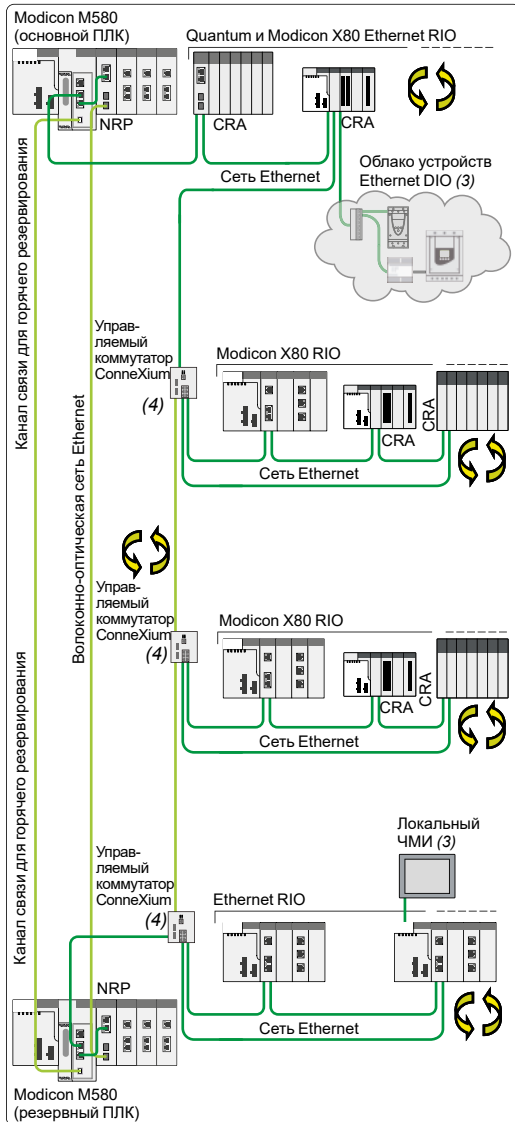 Modicon M580
(основной ПЛК)
Quantum и Modicon X80 Ethernet RIO
NRP
CRA
CRA
Сеть Ethernet
Облако устройств
Ethernet DIO (3)
Канал связи для горячего резервирования
Волоконно-оптическая сеть Ethernet
Управ-
ляемый
коммутатор
ConneXium
(4)
Modicon X80 RIO
CRA
CRA
Сеть Ethernet
Управ-
ляемый
коммутатор
ConneXium
(4)
Modicon X80 RIO
CRA
CRA
Сеть Ethernet
Канал связи для горячего резервирования
Локальный
ЧМИ (3)
Управ-
ляемый
коммутатор
ConneXium
(4)
Ethernet RIO
NRP
Сеть Ethernet
Modicon M580
(резервный ПЛК)